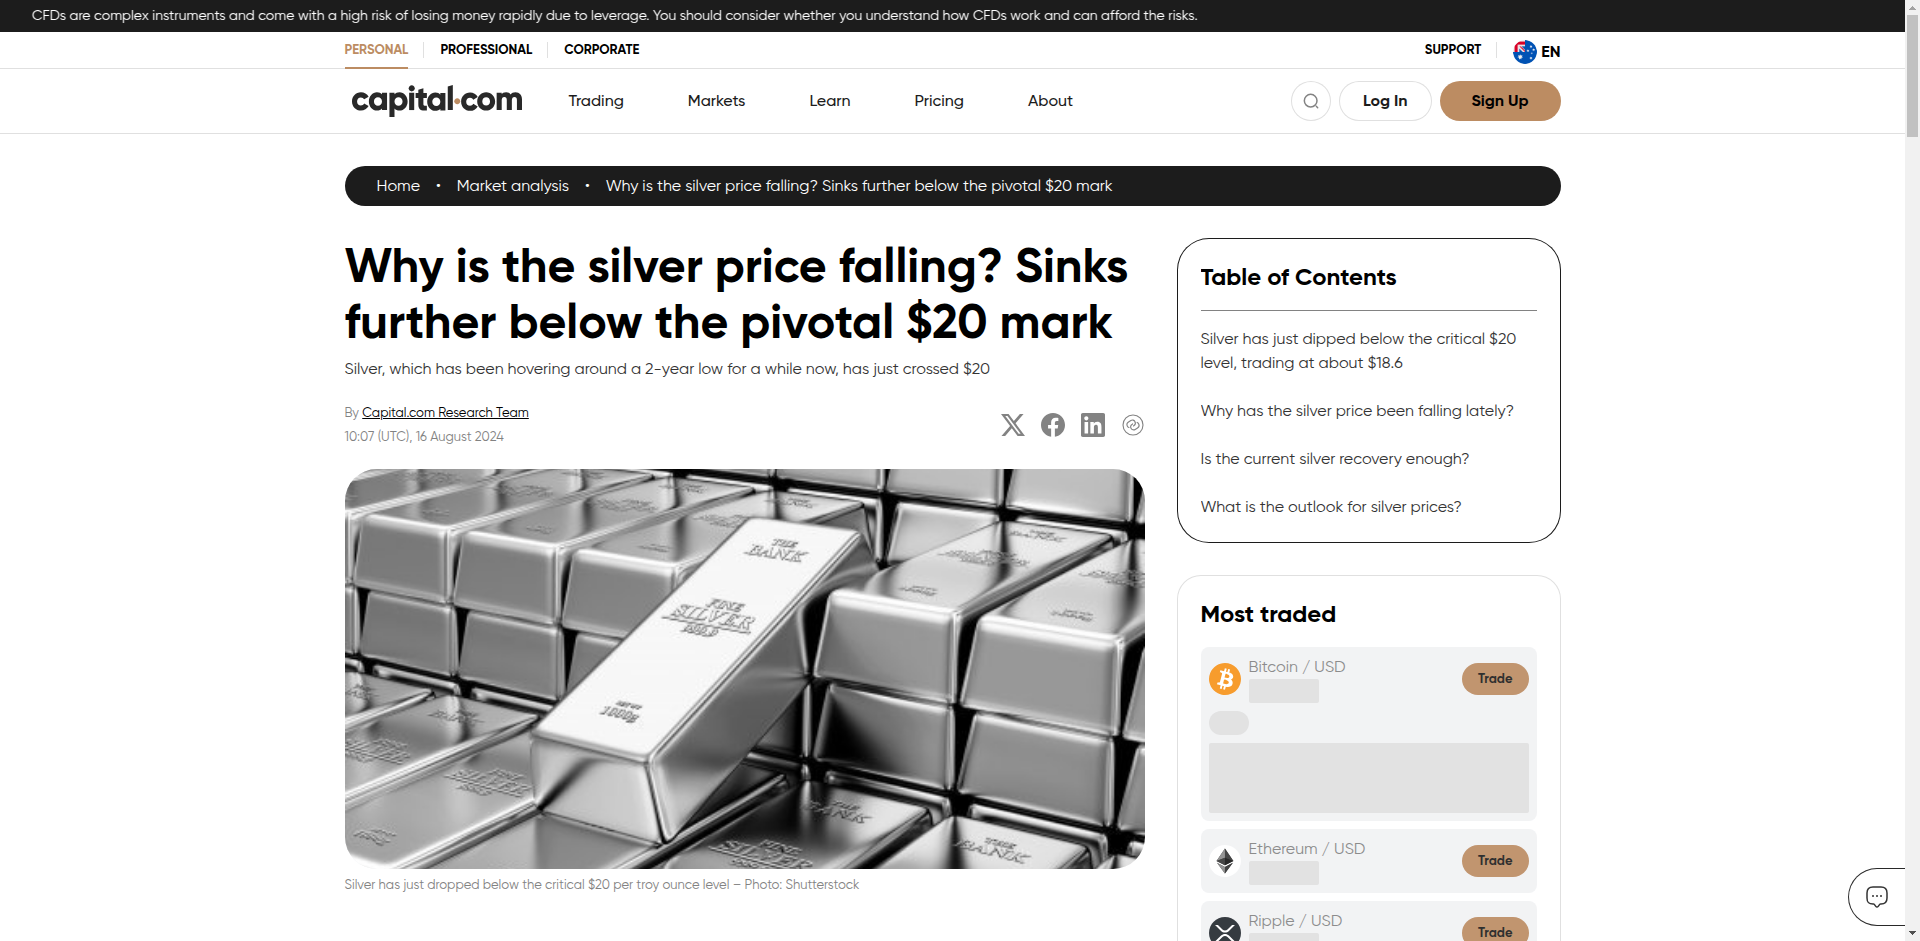 CFDs are complex instruments and come with a high risk of losing money rapidly due to leverage. You should consider whether you understand how CFDs work and can afford the risks.
PERSONAL
PROFESSIONAL
CORPORATE
SUPPORT
EN
capital.com
Trading
Markets
Learn
Pricing
About
Log In
Sign Up
Home • Market analysis • Why is the silver price falling? Sinks further below the pivotal $20 mark
Why is the silver price falling? Sinks
further below the pivotal $20 mark
Silver, which has been hovering around a 2-year low for a while now, has just crossed $20
By Capital.com Research Team
10:07 (UTC), 16 August 2024
THE
BANK
FINE
SILVER
1000g
THE
BANK
FINE
SILVER
THE
BANK
Silver has just dropped below the critical $20 per troy ounce level – Photo: Shutterstock
Table of Contents
Silver has just dipped below the critical $20
level, trading at about $18.6
Why has the silver price been falling lately?
Is the current silver recovery enough?
What is the outlook for silver prices?
Most traded
Bitcoin / USD
Trade
Ethereum / USD
Trade
Ripple / USD
Trade